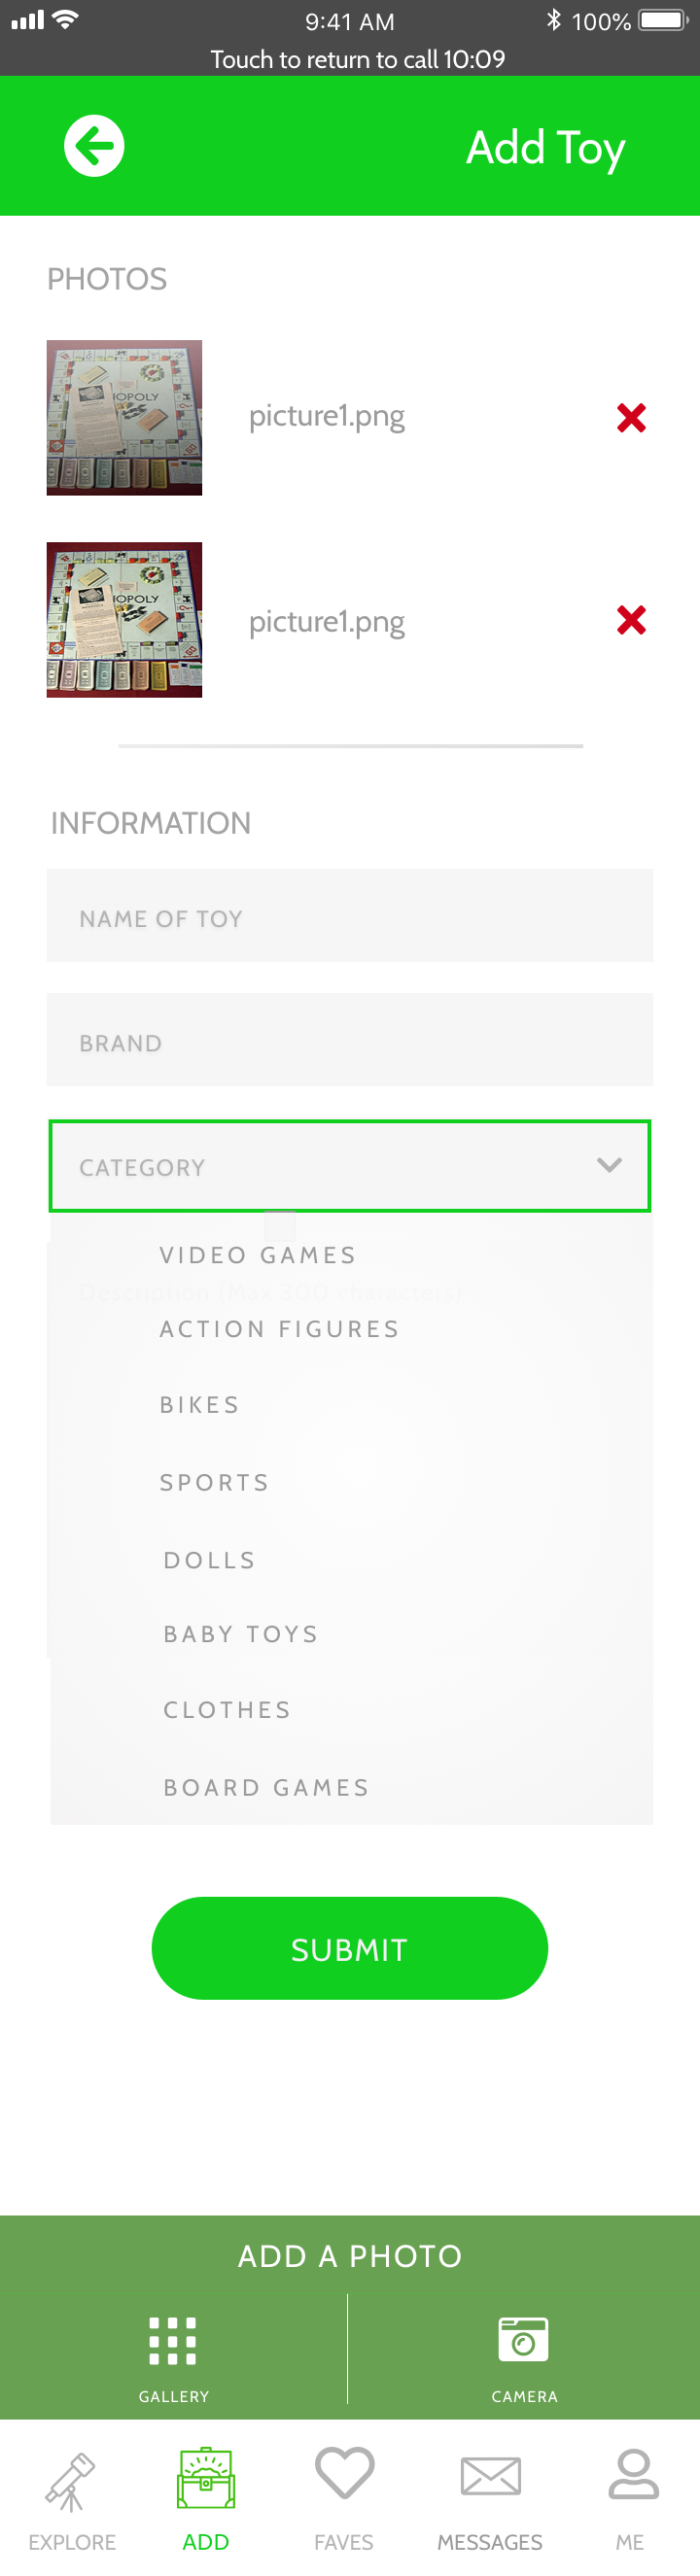 9:41 AM
100%
Touch to return to call 10:09
Add Toy
PHOTOS
NOPOLY
picture1.png
NOPOLY
picture1.png
INFORMATION
NAME OF TOY
BRAND
CATEGORY
VIDEO GAMES
Description (Max 300 characters)
ACTION FIGURES
BIKES
SPORTS
DOLLS
BABY TOYS
CLOTHES
BOARD GAMES
SUBMIT
ADD A PHOTO
GALLERY
CAMERA
EXPLORE
ADD
FAVES
MESSAGES
ME